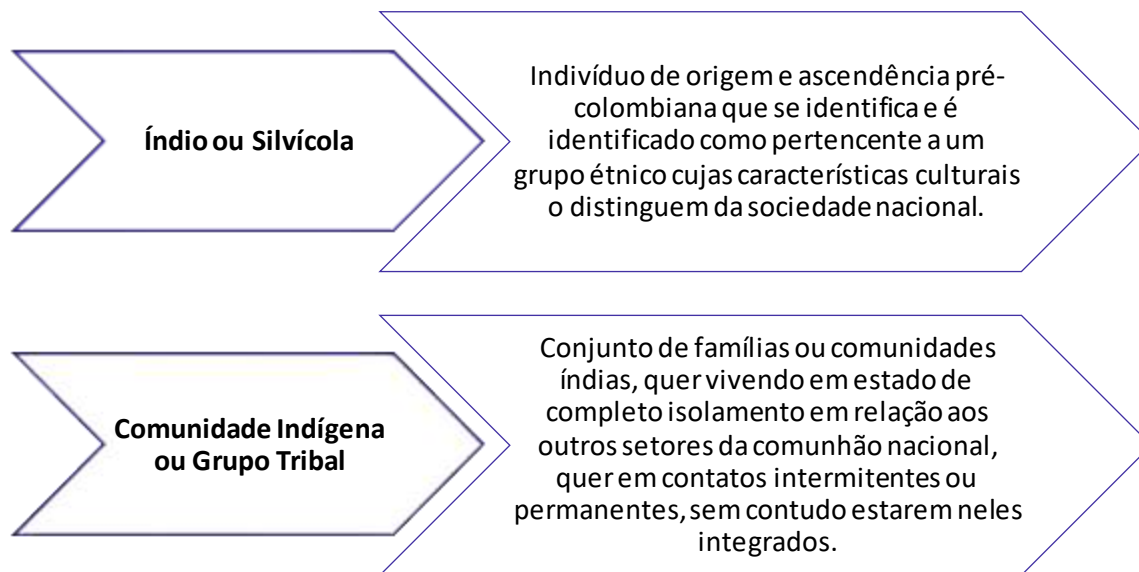 Índio ou Silvícola
Indivíduo de origem e ascendência pré-
colombiana que se identifica e é
identificado como pertencente a um
grupo étnico cujas características culturais
o distinguem da sociedade nacional.
Comunidade Indígena
ou Grupo Tribal
Conjunto de famílias ou comunidades
índias, quer vivendo em estado de
completo isolamento em relação aos
outros setores da comunhão nacional,
quer em contatos intermitentes ou
permanentes, sem contudo estarem neles
integrados.